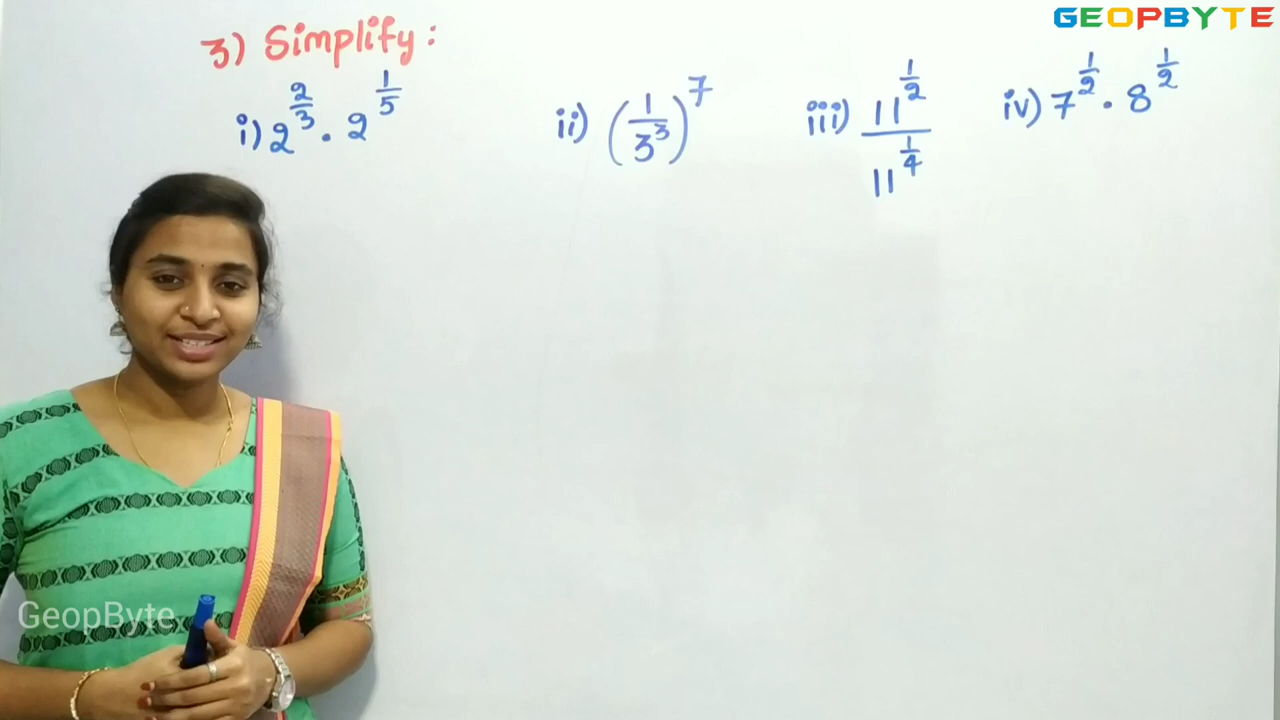 GEOPBYTE
3) Simplify :
i) 2^(2/3) . 2^(1/5)    ii) (1/3^3)^7    iii) 11^(1/2) / 11^(1/4)    iv) 7^(1/2) . 8^(1/2)
GeopByte